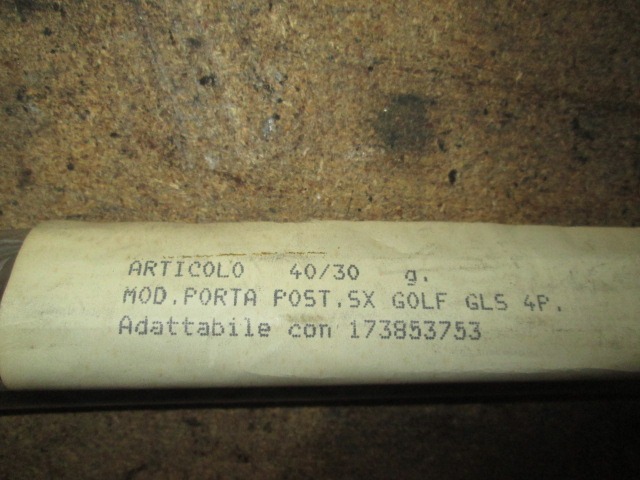 ARTICOLO 40/30 g.
MOD.PORTA POST.SX GOLF GLS 4P.
Adattabile con 173853753